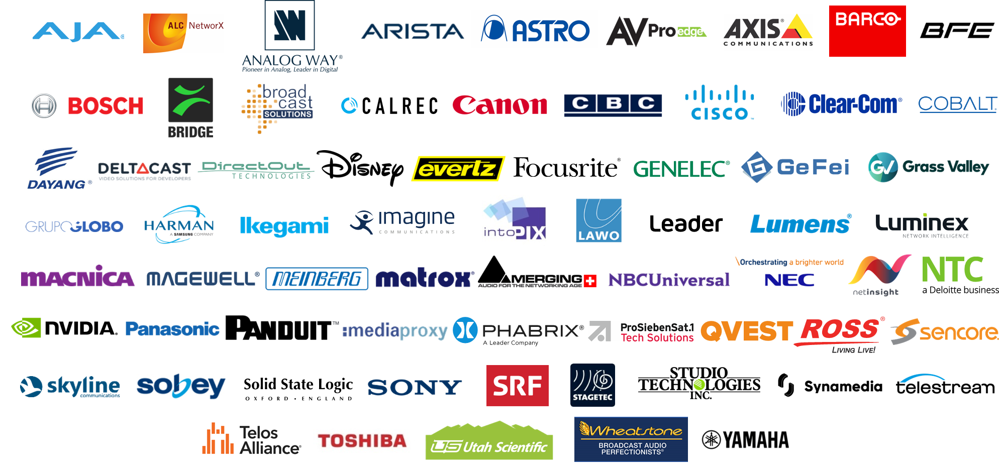 AJA®
ALC NetworX
ANALOG WAY®
Pioneer in Analog, Leader in Digital
ARISTA
ASTRO
AVProedge
AXIS®
COMMUNICATIONS
BARCO
BFE
BOSCH
BRIDGE
broad
cast
SOLUTIONS
CALREC
Canon
CBC
CISCO™
Clear-Com®
COBALT
DAYANG®
DELTACAST
VIDEO SOLUTIONS FOR DEVELOPERS
DirectOut
TECHNOLOGIES
Disney
evertz
Focusrite®
GENELEC®
G GeFei
GV Grass Valley
GRUPOGLOBO
HARMAN
A SAMSUNG COMPANY
Ikegami
imagine
COMMUNICATIONS
intoPIX
LAWO
Leader
Lumens®
Luminex
NETWORK INTELLIGENCE
macnica
MAGEWELL®
MEINBERG
matrox®
MERGING
AUDIO FOR THE NETWORKING AGE
NBCUniversal
\Orchestrating a brighter world
NEC
netinsight
NTC
a Deloitte business
NVIDIA.
Panasonic
PANDUIT™
:mediaproxy
PHABRIX®
A Leader Company
ProSiebenSat.1
Tech Solutions
QVEST
ROSS®
LIVING LIVE!
sencore
skyline
communications
sobey
Solid State Logic
OXFORD • ENGLAND
SONY
SRF
STAGETEC
STUDIO
TECHNOLOGIES
INC.
Synamedia
telestream
Telos
Alliance®
TOSHIBA
US Utah Scientific
Wheatstone
BROADCAST AUDIO
PERFECTIONISTS®
YAMAHA